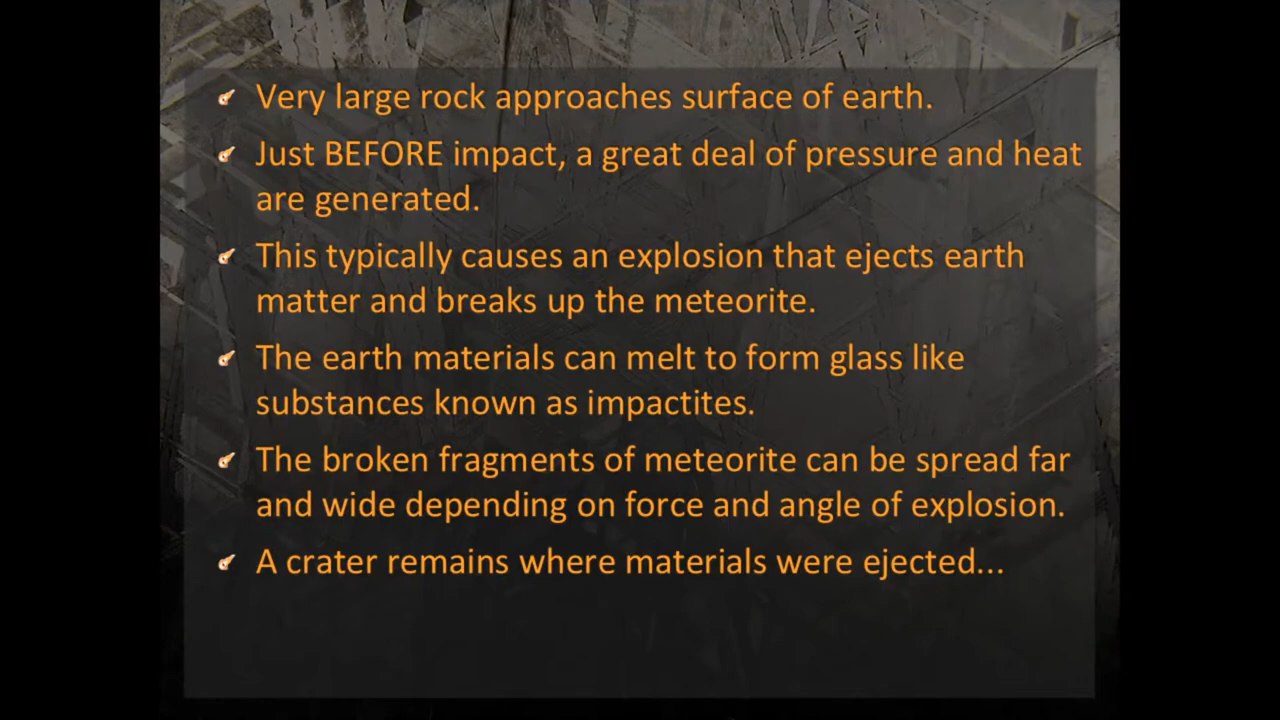 Very large rock approaches surface of earth.
Just BEFORE impact, a great deal of pressure and heat
are generated.
This typically causes an explosion that ejects earth
matter and breaks up the meteorite.
The earth materials can melt to form glass like
substances known as impactites.
The broken fragments of meteorite can be spread far
and wide depending on force and angle of explosion.
A crater remains where materials were ejected...